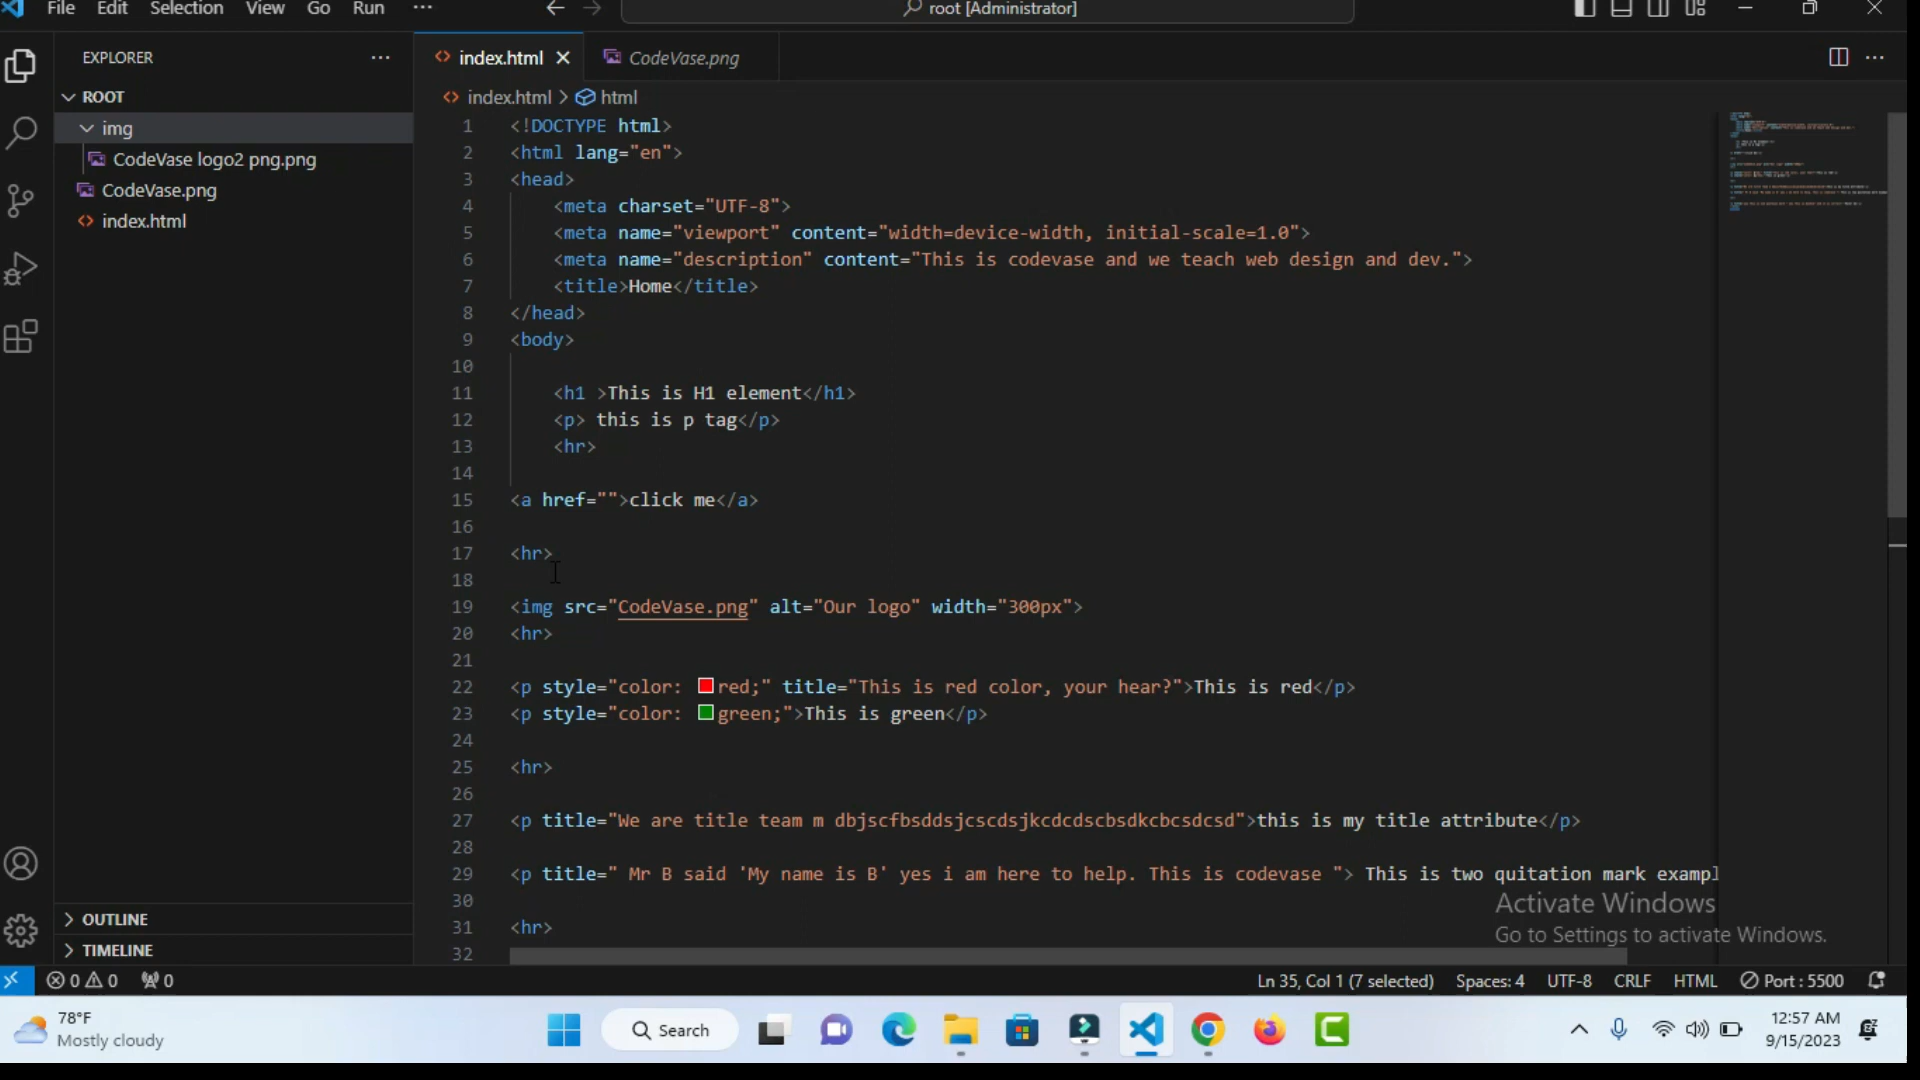 File Edit Selection View Go Run ···
root [Administrator]
EXPLORER
ROOT
img
CodeVase logo2 png.png
CodeVase.png
index.html
OUTLINE
TIMELINE
index.html
CodeVase.png
index.html > html
1 <!DOCTYPE html>
2 <html lang="en">
3 <head>
4 <meta charset="UTF-8">
5 <meta name="viewport" content="width=device-width, initial-scale=1.0">
6 <meta name="description" content="This is codevase and we teach web design and dev.">
7 <title>Home</title>
8 </head>
9 <body>
10
11 <h1 >This is H1 element</h1>
12 <p> this is p tag</p>
13 <hr>
14
15 <a href="">click me</a>
16
17 <hr>
18
19 <img src="CodeVase.png" alt="Our logo" width="300px">
20 <hr>
21
22 <p style="color: red;" title="This is red color, your hear?">This is red</p>
23 <p style="color: green;">This is green</p>
24
25 <hr>
26
27 <p title="We are title team m dbjscfbsddsjcscdsjkcdcdscbsdkcbcsdcsd">this is my title attribute</p>
28
29 <p title=" Mr B said 'My name is B' yes i am here to help. This is codevase "> This is two quitation mark exampl
30
31 <hr>
32
Activate Windows
Go to Settings to activate Windows.
0 0 0
Ln 35, Col 1 (7 selected) Spaces: 4 UTF-8 CRLF HTML Port : 5500
78°F
Mostly cloudy
Search
12:57 AM
9/15/2023